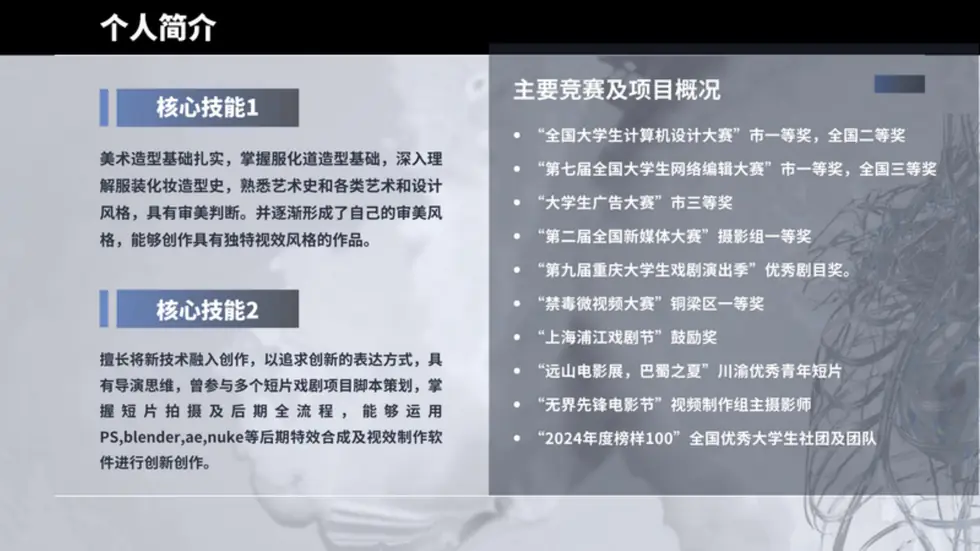 个人简介
核心技能1
美术造型基础扎实，掌握服化道造型基础，深入理
解服装化妆造型史，熟悉艺术史和各类艺术和设计
风格，具有审美判断。并逐渐形成了自己的审美风
格，能够创作具有独特视效风格的作品。
核心技能2
擅长将新技术融入创作，以追求创新的表达方式，具
有导演思维，曾参与多个短片戏剧项目脚本策划，掌
握短片拍摄及后期全流程，能够运用
PS,blender,ae,nuke等后期特效合成及视效制作软
件进行创新创作。
主要竞赛及项目概况
• “全国大学生计算机设计大赛”市一等奖，全国二等奖
• “第七届全国大学生网络编辑大赛”市一等奖，全国三等奖
• “大学生广告大赛”市三等奖
• “第二届全国新媒体大赛”摄影组一等奖
• “第九届重庆大学生戏剧演出季”优秀剧目奖。
• “禁毒微视频大赛”铜梁区一等奖
• “上海浦江戏剧节”鼓励奖
• “远山电影展，巴蜀之夏”川渝优秀青年短片
• “无界先锋电影节”视频制作组主摄影师
• “2024年度榜样100”全国优秀大学生社团及团队